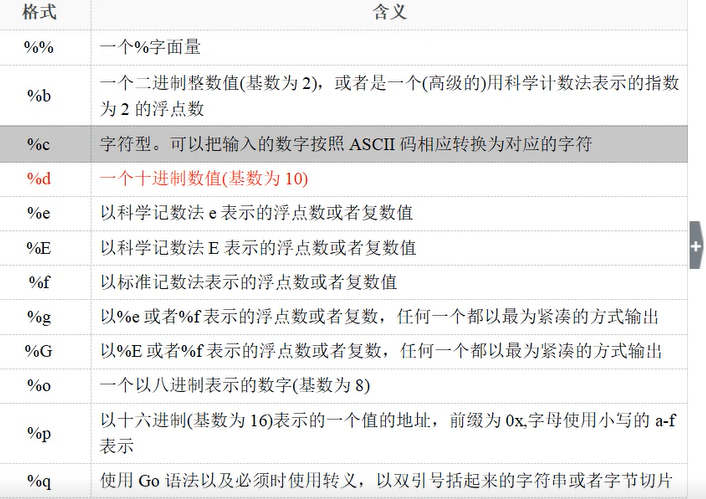 格式 含义
%% 一个%字面量
%b 一个二进制整数值(基数为 2)，或者是一个(高级的)用科学计数法表示的指数
为 2 的浮点数
%c 字符型。可以把输入的数字按照 ASCII 码相应转换为对应的字符
%d 一个十进制数值(基数为 10)
%e 以科学记数法 e 表示的浮点数或者复数值
%E 以科学记数法 E 表示的浮点数或者复数值
%f 以标准记数法表示的浮点数或者复数值
%g 以%e 或者%f 表示的浮点数或者复数，任何一个都以最为紧凑的方式输出
%G 以%E 或者%f 表示的浮点数或者复数，任何一个都以最为紧凑的方式输出
%o 一个以八进制表示的数字(基数为 8)
%p 以十六进制(基数为 16)表示的一个值的地址，前缀为 0x,字母使用小写的 a-f
表示
%q 使用 Go 语法以及必须时使用转义，以双引号括起来的字符串或者字节切片